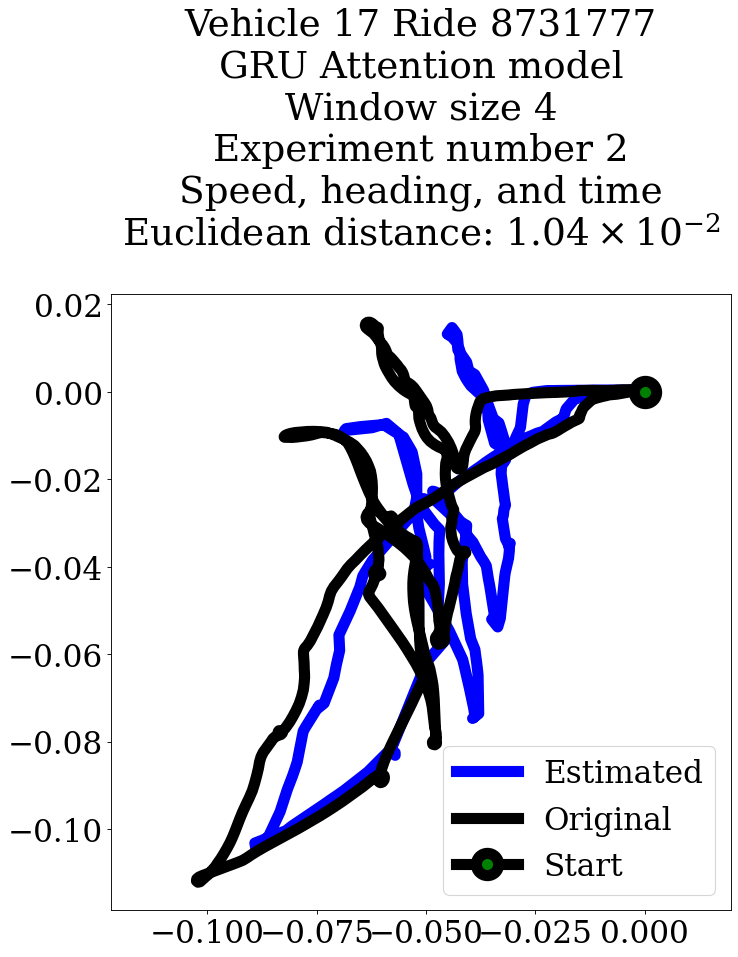 Vehicle 17 Ride 8731777
GRU Attention model
Window size 4
Experiment number 2
Speed, heading, and time
Euclidean distance: 1.04 × 10⁻²
0.02
0.00
−0.02
−0.04
−0.06
−0.08
−0.10
Estimated
Original
Start
−0.100 −0.075 −0.050 −0.025 0.000